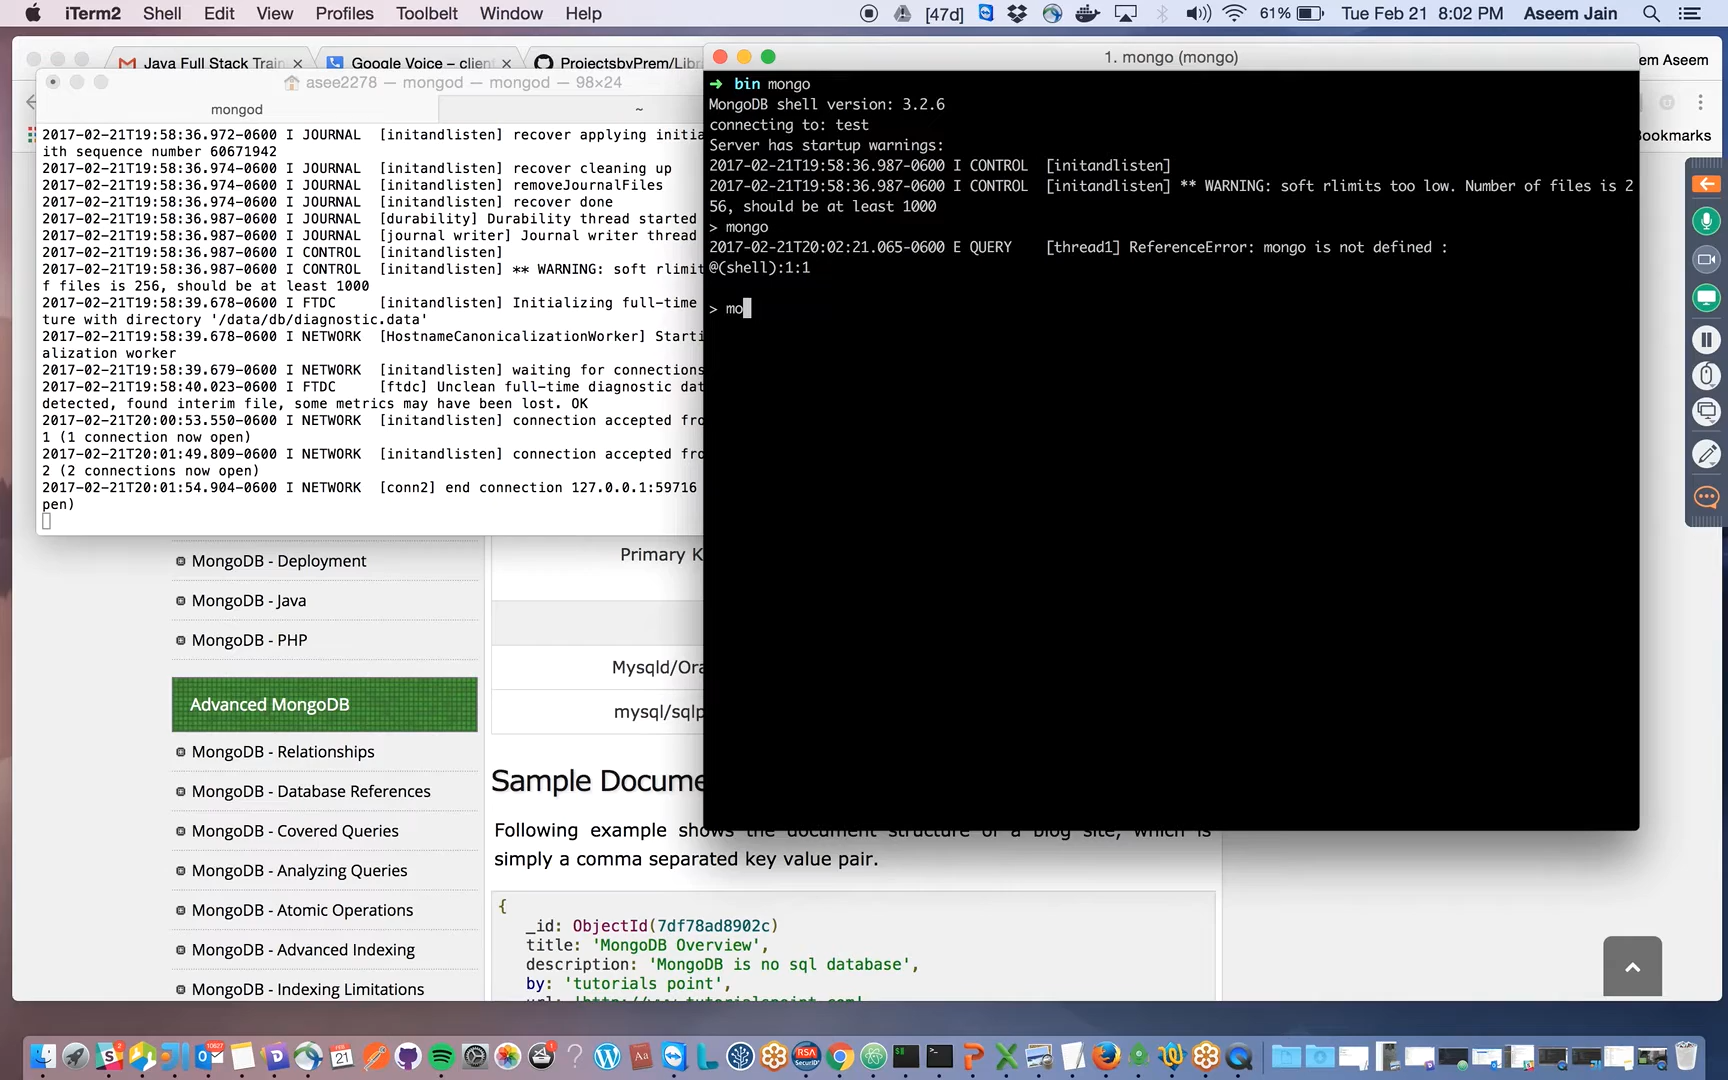 iTerm2 Shell Edit View Profiles Toolbelt Window Help [47d] 61% Tue Feb 21 8:02 PM Aseem Jain
Java Full Stack Train Google Voice – clien ProjectsbyPrem/Libr
em Aseem
Bookmarks
asee2278 — mongod — mongod — 98×24
mongod ~
2017-02-21T19:58:36.972-0600 I JOURNAL [initandlisten] recover applying initia
ith sequence number 60671942
2017-02-21T19:58:36.974-0600 I JOURNAL [initandlisten] recover cleaning up
2017-02-21T19:58:36.974-0600 I JOURNAL [initandlisten] removeJournalFiles
2017-02-21T19:58:36.974-0600 I JOURNAL [initandlisten] recover done
2017-02-21T19:58:36.987-0600 I JOURNAL [durability] Durability thread started
2017-02-21T19:58:36.987-0600 I JOURNAL [journal writer] Journal writer thread
2017-02-21T19:58:36.987-0600 I CONTROL [initandlisten]
2017-02-21T19:58:36.987-0600 I CONTROL [initandlisten] ** WARNING: soft rlimit
f files is 256, should be at least 1000
2017-02-21T19:58:39.678-0600 I FTDC [initandlisten] Initializing full-time
ture with directory '/data/db/diagnostic.data'
2017-02-21T19:58:39.678-0600 I NETWORK [HostnameCanonicalizationWorker] Starti
alization worker
2017-02-21T19:58:39.679-0600 I NETWORK [initandlisten] waiting for connections
2017-02-21T19:58:40.023-0600 I FTDC [ftdc] Unclean full-time diagnostic dat
detected, found interim file, some metrics may have been lost. OK
2017-02-21T20:00:53.550-0600 I NETWORK [initandlisten] connection accepted fro
1 (1 connection now open)
2017-02-21T20:01:49.809-0600 I NETWORK [initandlisten] connection accepted fro
2 (2 connections now open)
2017-02-21T20:01:54.904-0600 I NETWORK [conn2] end connection 127.0.0.1:59716
pen)
1. mongo (mongo)
➜ bin mongo
MongoDB shell version: 3.2.6
connecting to: test
Server has startup warnings:
2017-02-21T19:58:36.987-0600 I CONTROL [initandlisten]
2017-02-21T19:58:36.987-0600 I CONTROL [initandlisten] ** WARNING: soft rlimits too low. Number of files is 2
56, should be at least 1000
> mongo
2017-02-21T20:02:21.065-0600 E QUERY [thread1] ReferenceError: mongo is not defined :
@(shell):1:1
> mo
MongoDB - Deployment
MongoDB - Java
MongoDB - PHP
Advanced MongoDB
MongoDB - Relationships
MongoDB - Database References
MongoDB - Covered Queries
MongoDB - Analyzing Queries
MongoDB - Atomic Operations
MongoDB - Advanced Indexing
MongoDB - Indexing Limitations
Primary K
Mysqld/Ora
mysql/sqlp
Sample Docume
Following example shows the document structure of a blog site, which is
simply a comma separated key value pair.
{
_id: ObjectId(7df78ad8902c)
title: 'MongoDB Overview',
description: 'MongoDB is no sql database',
by: 'tutorials point',
url: 'http://www.tutorialspoint.com'